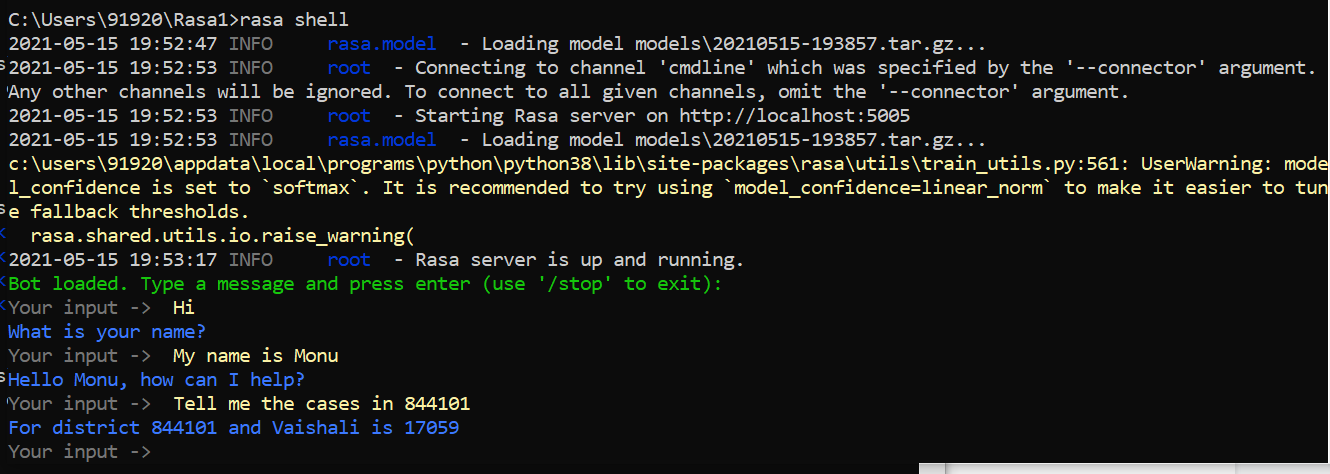 C:\Users\91920\Rasa1>rasa shell
2021-05-15 19:52:47 INFO     rasa.model  - Loading model models\20210515-193857.tar.gz...
2021-05-15 19:52:53 INFO     root  - Connecting to channel 'cmdline' which was specified by the '--connector' argument.
Any other channels will be ignored. To connect to all given channels, omit the '--connector' argument.
2021-05-15 19:52:53 INFO     root  - Starting Rasa server on http://localhost:5005
2021-05-15 19:52:53 INFO     rasa.model  - Loading model models\20210515-193857.tar.gz...
c:\users\91920\appdata\local\programs\python\python38\lib\site-packages\rasa\utils\train_utils.py:561: UserWarning: mode
l_confidence is set to `softmax`. It is recommended to try using `model_confidence=linear_norm` to make it easier to tun
e fallback thresholds.
  rasa.shared.utils.io.raise_warning(
2021-05-15 19:53:17 INFO     root  - Rasa server is up and running.
Bot loaded. Type a message and press enter (use '/stop' to exit):
Your input ->  Hi
What is your name?
Your input ->  My name is Monu
Hello Monu, how can I help?
Your input ->  Tell me the cases in 844101
For district 844101 and Vaishali is 17059
Your input ->